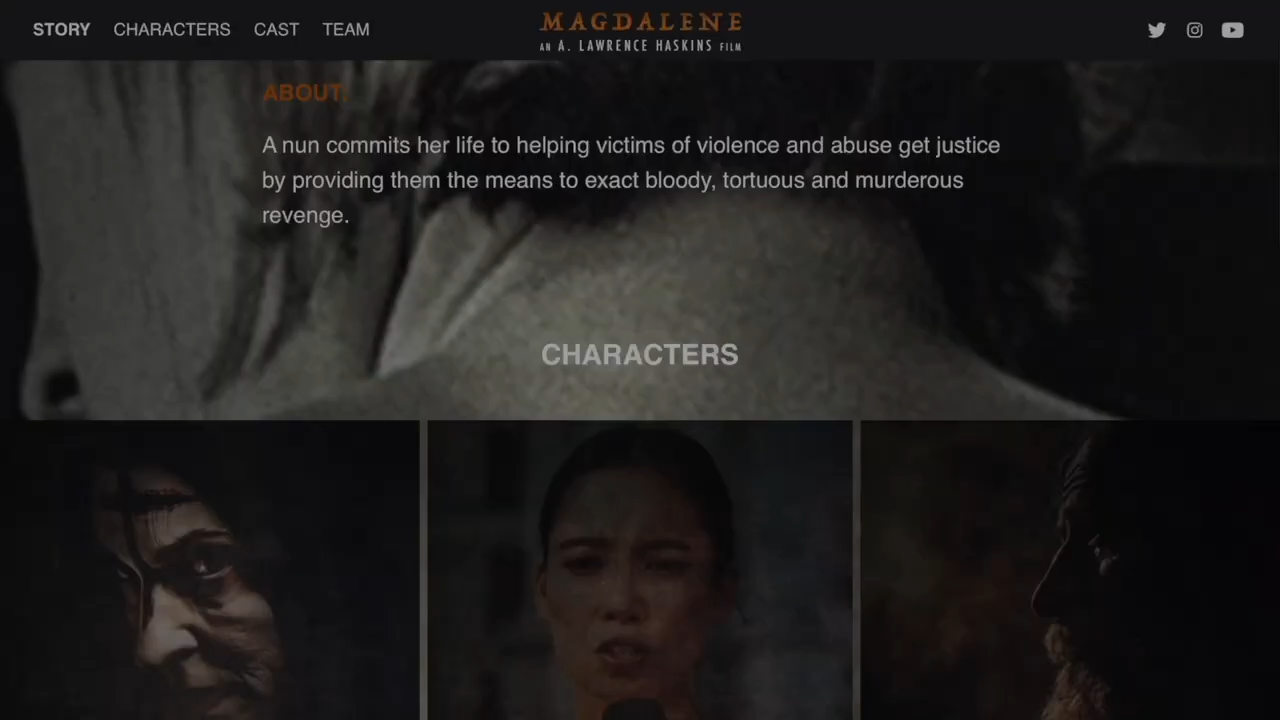 STORY CHARACTERS CAST TEAM
MAGDALENE
AN A. LAWRENCE HASKINS FILM
ABOUT:
A nun commits her life to helping victims of violence and abuse get justice
by providing them the means to exact bloody, tortuous and murderous
revenge.
CHARACTERS